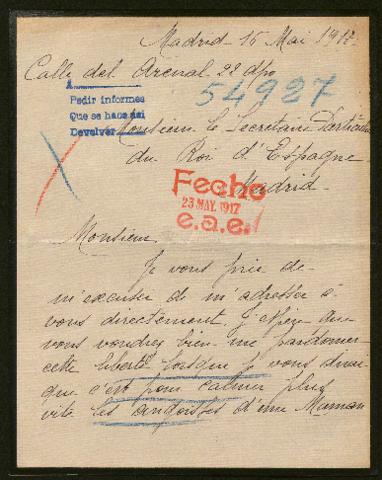 Madrid 16 Mai 1917
Calle del Arenal 22 dpo
54927
A
Pedir informes
Que se hace así
Devolver
Monsieur le Secrétaire Particulier
du Roi d'Espagne
Madrid
Fecho
23 MAY. 1917
e.a.e.
Monsieur
Je vous prie de
m'excuser de m'adresser à
vous directement J'espère que
vous voudrez bien me pardonner
cette liberté lorsque je vous dirai
que c'est pour calmer plus
vite les angoisses d'une Maman